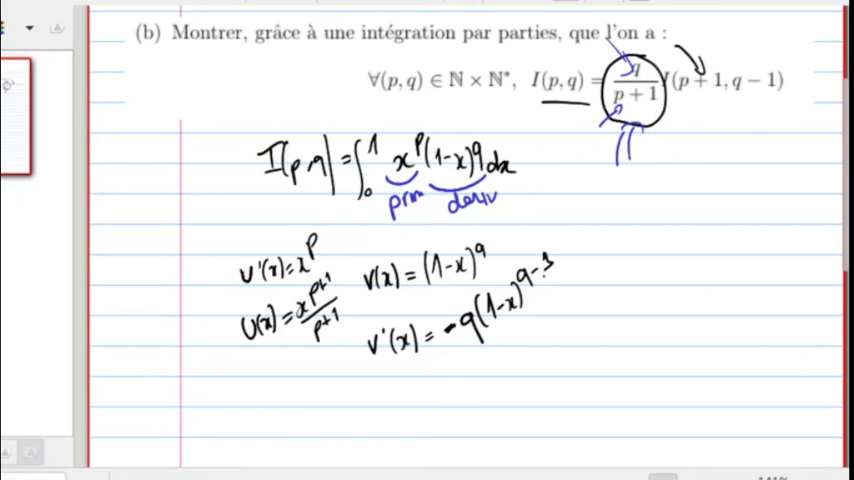 (b) Montrer, grâce à une intégration par parties, que l'on a :
∀(p, q) ∈ ℕ × ℕ*, I(p, q) = q/(p + 1) I(p + 1, q − 1)
I(p,q) = ∫₀¹ x^p (1-x)^q dx
prim deriv
U'(x) = x^p V(x) = (1-x)^q
U(x) = x^(p+1)/(p+1) V'(x) = -q(1-x)^(q-1)